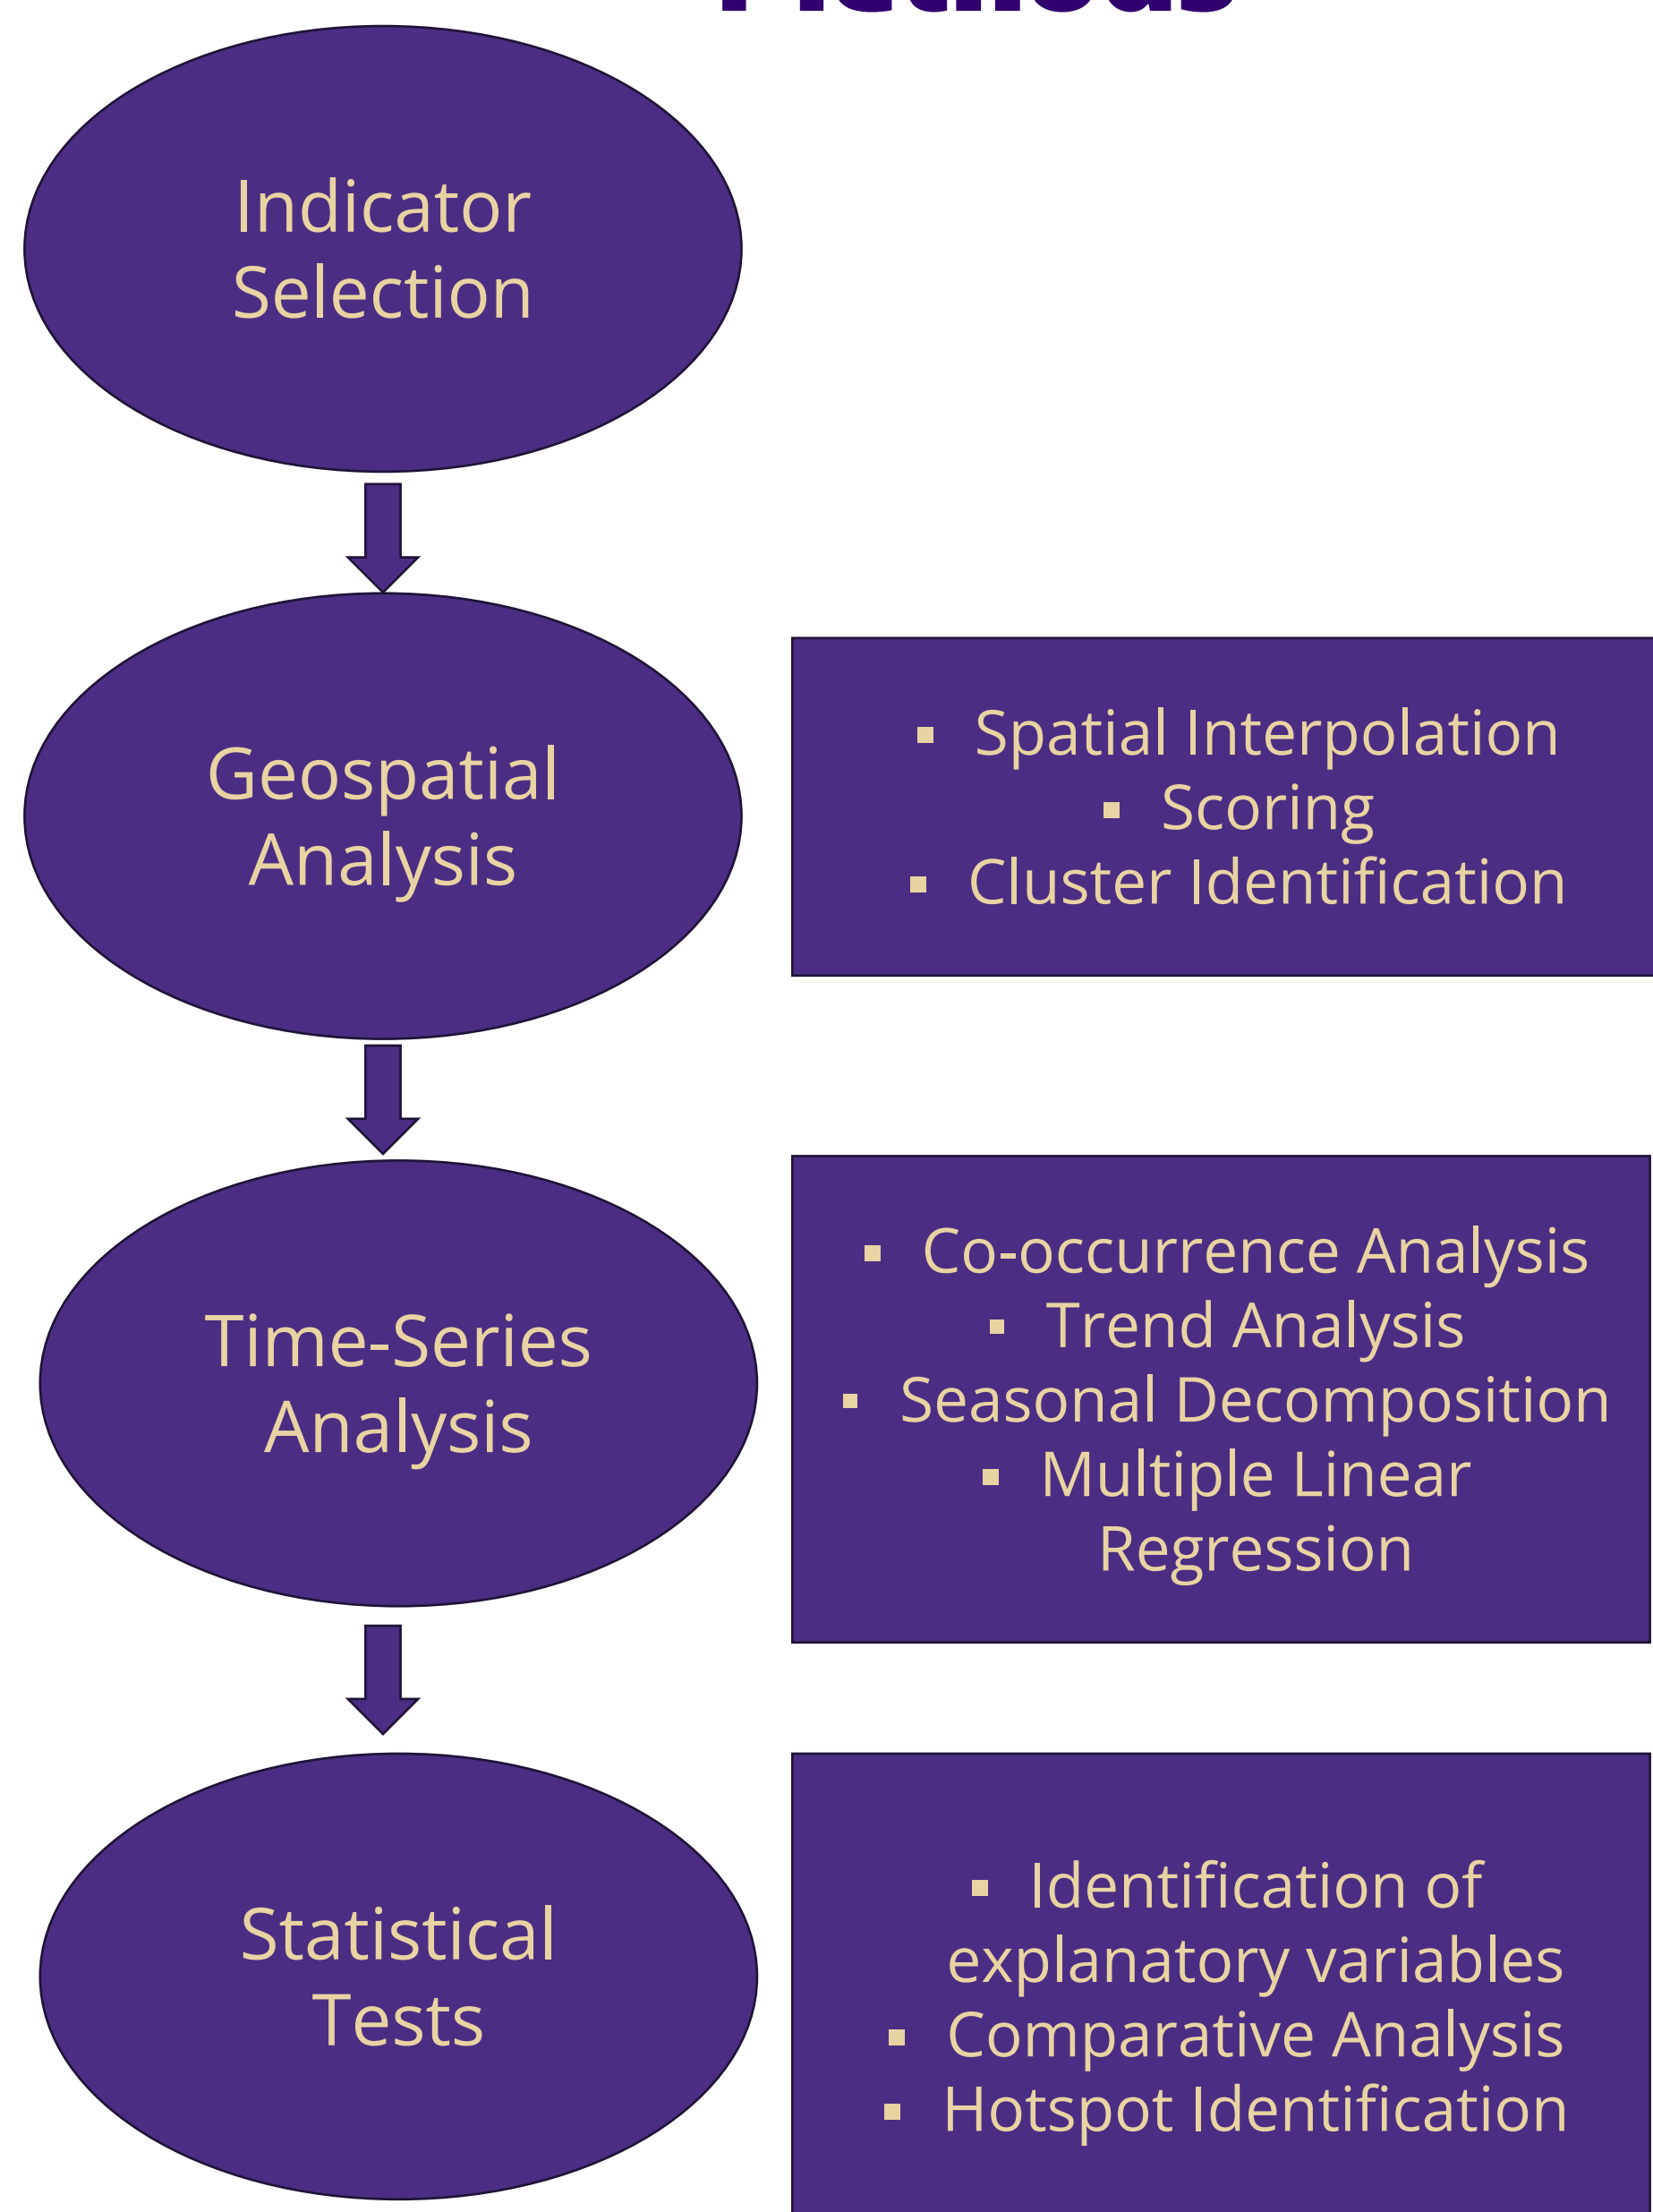 Indicator
Selection
Geospatial
Analysis
▪ Spatial Interpolation
▪ Scoring
▪ Cluster Identification
Time-Series
Analysis
▪ Co-occurrence Analysis
▪ Trend Analysis
▪ Seasonal Decomposition
▪ Multiple Linear
Regression
Statistical
Tests
▪ Identification of
explanatory variables
▪ Comparative Analysis
▪ Hotspot Identification